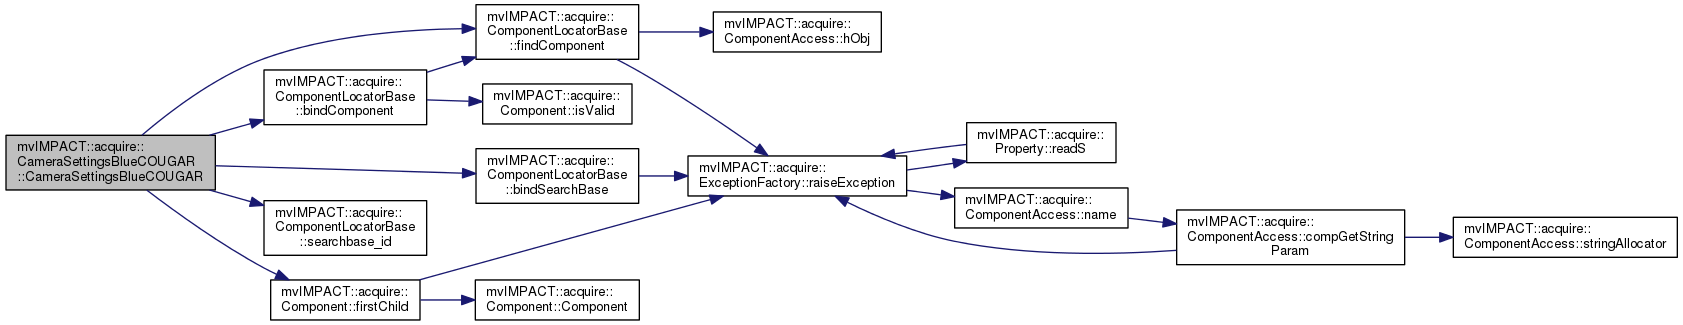 mvIMPACT::acquire::
CameraSettingsBlueCOUGAR
::CameraSettingsBlueCOUGAR
mvIMPACT::acquire::
ComponentLocatorBase
::bindComponent
mvIMPACT::acquire::
ComponentLocatorBase
::searchbase_id
mvIMPACT::acquire::
Component::firstChild
mvIMPACT::acquire::
ComponentLocatorBase
::findComponent
mvIMPACT::acquire::
Component::isValid
mvIMPACT::acquire::
ComponentLocatorBase
::bindSearchBase
mvIMPACT::acquire::
Component::Component
mvIMPACT::acquire::
ComponentAccess::hObj
mvIMPACT::acquire::
ExceptionFactory::raiseException
mvIMPACT::acquire::
Property::readS
mvIMPACT::acquire::
ComponentAccess::name
mvIMPACT::acquire::
ComponentAccess::compGetString
Param
mvIMPACT::acquire::
ComponentAccess::stringAllocator